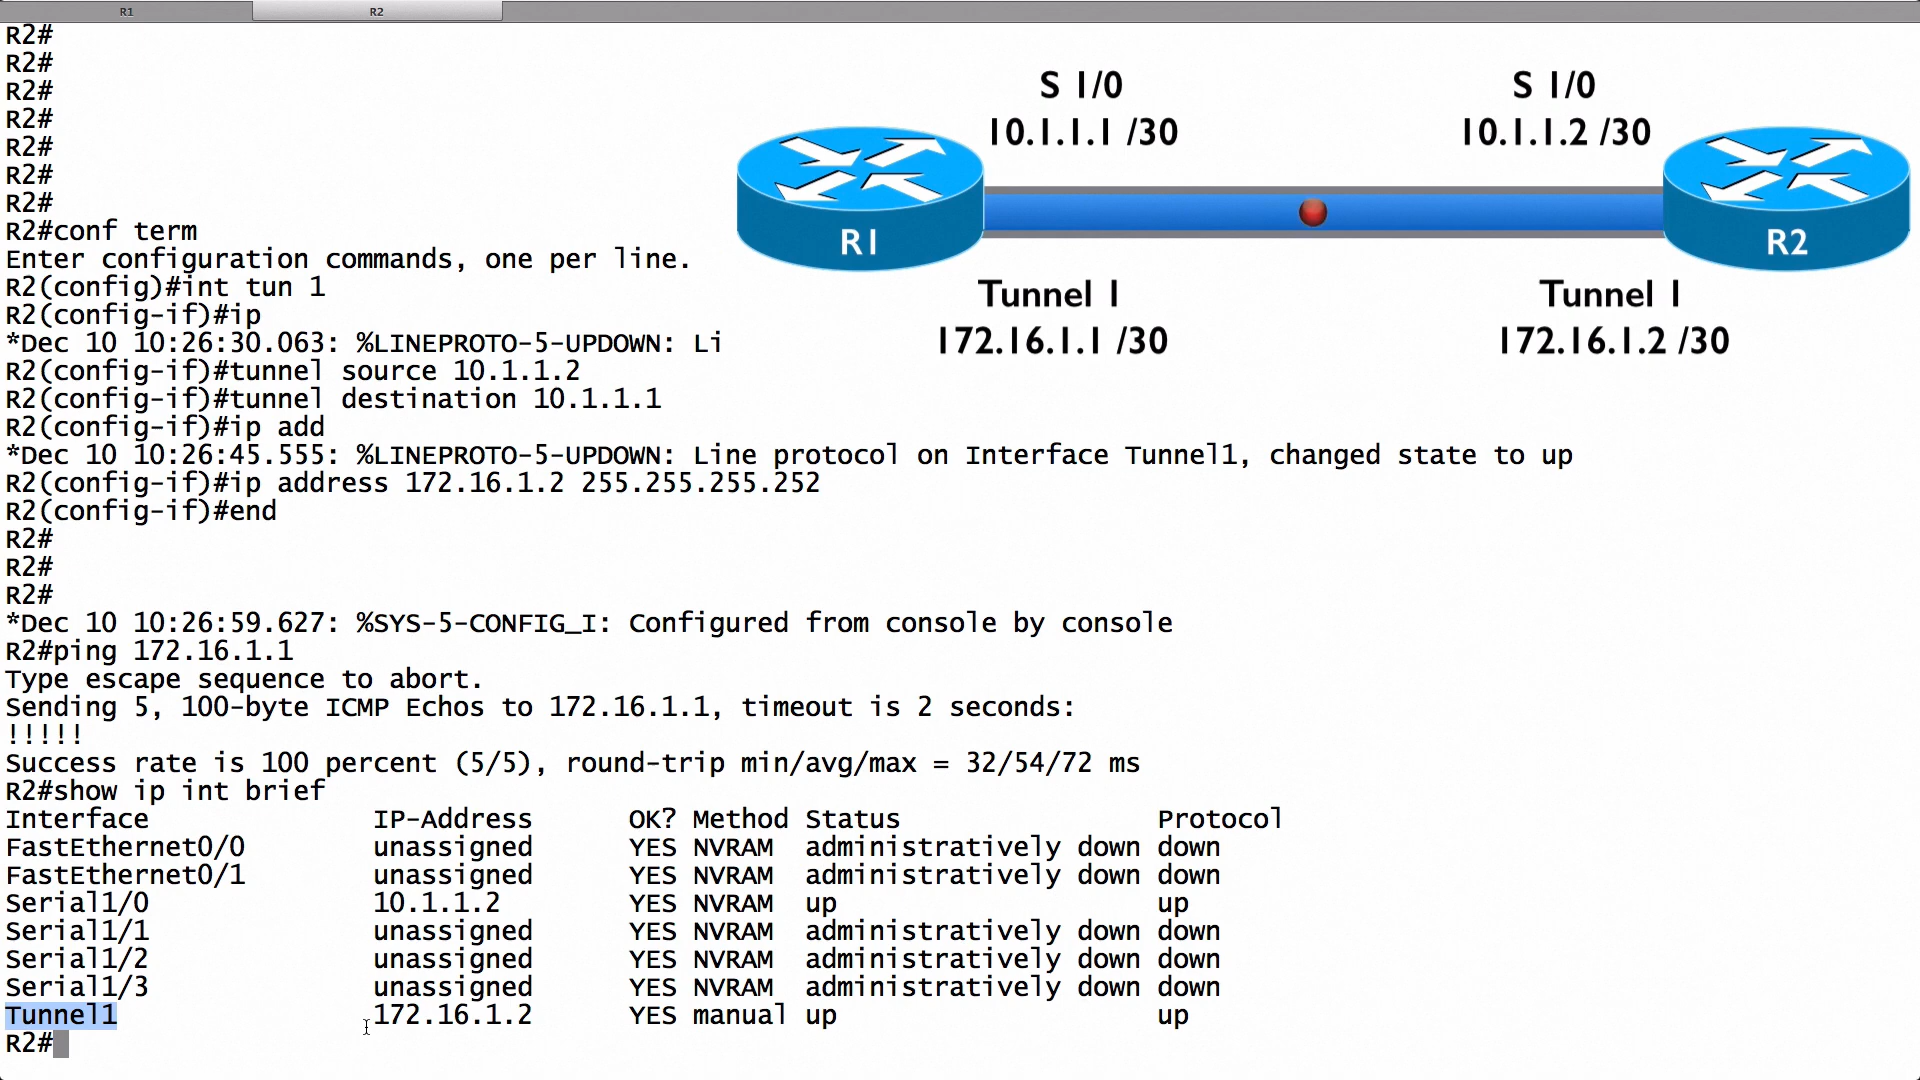 R1
R2
R2#
R2#
R2#
R2#
R2#
R2#
R2#
R2#conf term
Enter configuration commands, one per line.
R2(config)#int tun 1
R2(config-if)#ip
*Dec 10 10:26:30.063: %LINEPROTO-5-UPDOWN: Li
R2(config-if)#tunnel source 10.1.1.2
R2(config-if)#tunnel destination 10.1.1.1
R2(config-if)#ip add
*Dec 10 10:26:45.555: %LINEPROTO-5-UPDOWN: Line protocol on Interface Tunnel1, changed state to up
R2(config-if)#ip address 172.16.1.2 255.255.255.252
R2(config-if)#end
R2#
R2#
R2#
*Dec 10 10:26:59.627: %SYS-5-CONFIG_I: Configured from console by console
R2#ping 172.16.1.1
Type escape sequence to abort.
Sending 5, 100-byte ICMP Echos to 172.16.1.1, timeout is 2 seconds:
!!!!!
Success rate is 100 percent (5/5), round-trip min/avg/max = 32/54/72 ms
R2#show ip int brief
Interface IP-Address OK? Method Status Protocol
FastEthernet0/0 unassigned YES NVRAM administratively down down
FastEthernet0/1 unassigned YES NVRAM administratively down down
Serial1/0 10.1.1.2 YES NVRAM up up
Serial1/1 unassigned YES NVRAM administratively down down
Serial1/2 unassigned YES NVRAM administratively down down
Serial1/3 unassigned YES NVRAM administratively down down
Tunnel1 172.16.1.2 YES manual up up
R2#
S 1/0
10.1.1.1 /30
S 1/0
10.1.1.2 /30
R1
R2
Tunnel 1
172.16.1.1 /30
Tunnel 1
172.16.1.2 /30